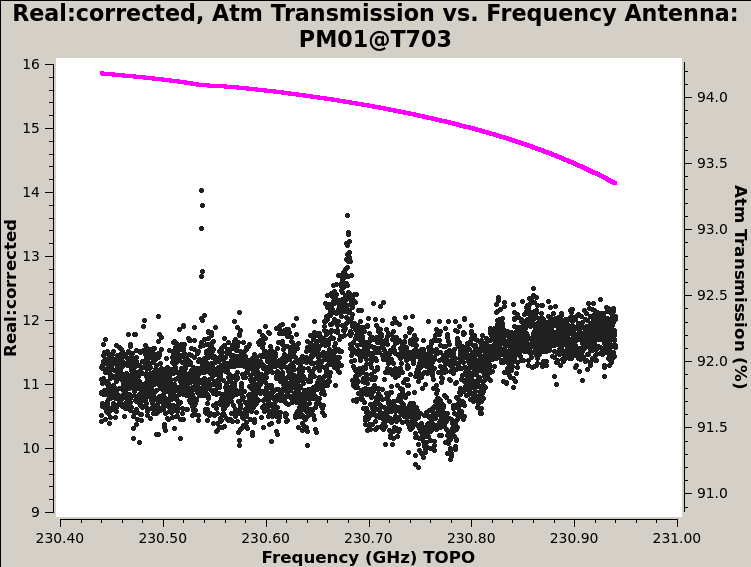 Real:corrected, Atm Transmission vs. Frequency Antenna:
PM01@T703
16
15
14
13
12
11
10
9
Real:corrected
94.0
93.5
93.0
92.5
92.0
91.5
91.0
Atm Transmission (%)
230.40 230.50 230.60 230.70 230.80 230.90 231.00
Frequency (GHz) TOPO